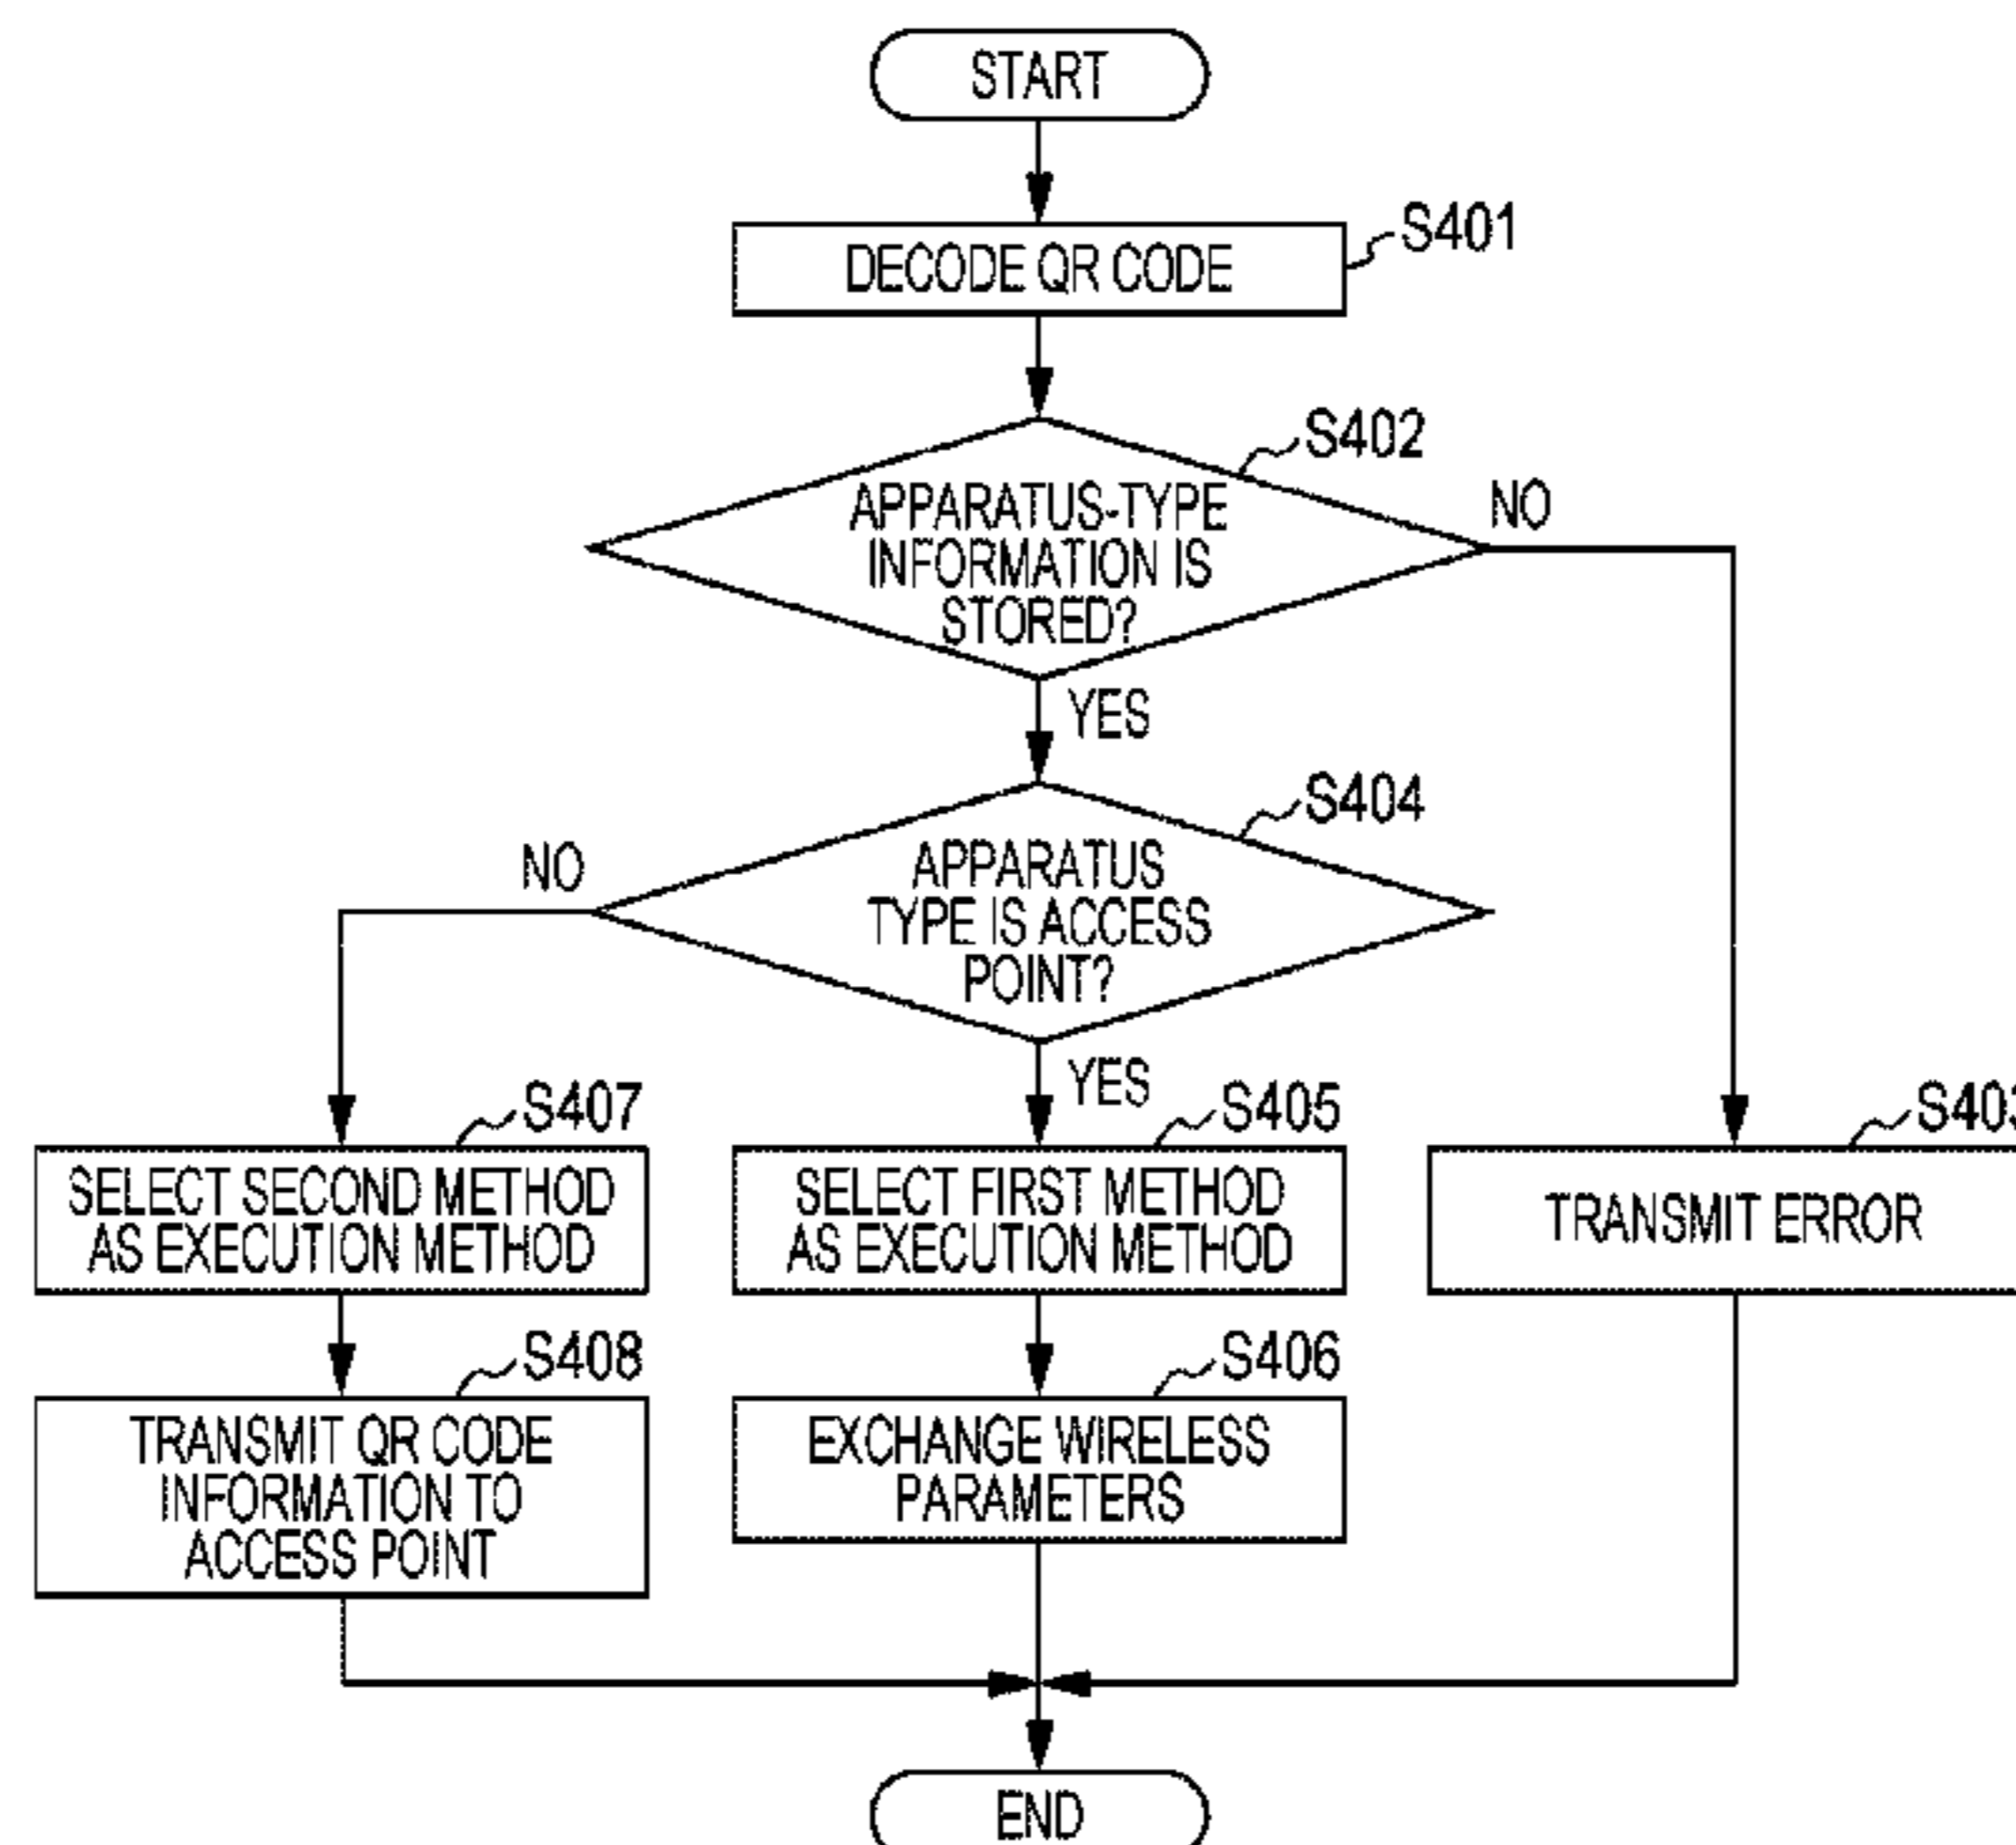 START
S401
DECODE QR CODE
S402
APPARATUS-TYPE
INFORMATION IS
STORED?
NO
YES
S404
APPARATUS
TYPE IS ACCESS
POINT?
NO
YES
S407
SELECT SECOND METHOD
AS EXECUTION METHOD
S405
SELECT FIRST METHOD
AS EXECUTION METHOD
S403
TRANSMIT ERROR
S408
TRANSMIT QR CODE
INFORMATION TO
ACCESS POINT
S406
EXCHANGE WIRELESS
PARAMETERS
END